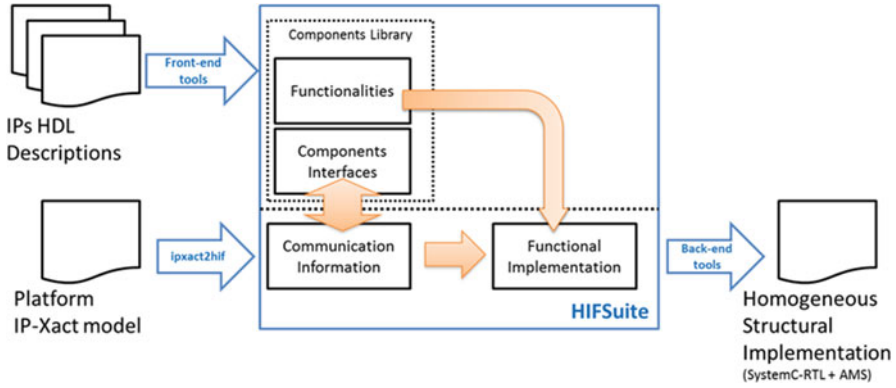 Components Library
Front-end
tools
Functionalities
IPs HDL
Descriptions
Components
Interfaces
ipxact2hif
Communication
Information
Functional
Implementation
Back-end
tools
Platform
IP-Xact model
HIFSuite
Homogeneous
Structural
Implementation
(SystemC-RTL + AMS)